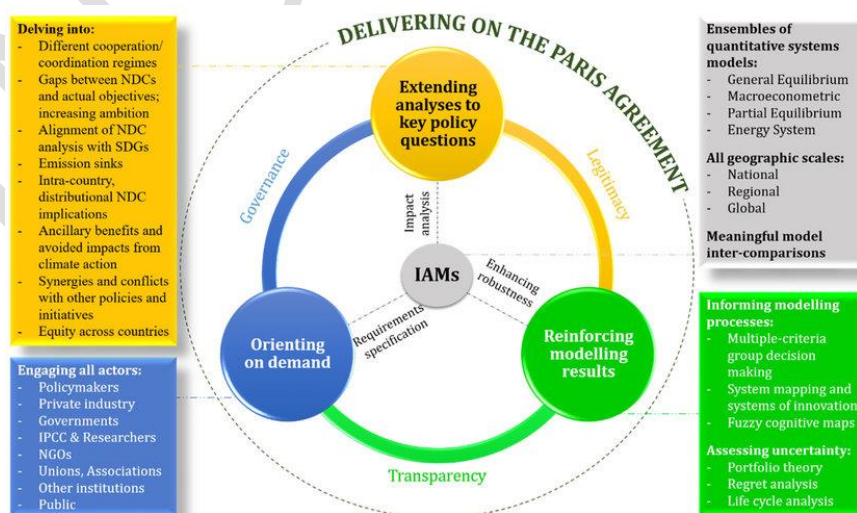 Delving into:
- Different cooperation/
coordination regimes
- Gaps between NDCs
and actual objectives;
increasing ambition
- Alignment of NDC
analysis with SDGs
- Emission sinks
- Intra-country,
distributional NDC
implications
- Ancillary benefits and
avoided impacts from
climate action
- Synergies and conflicts
with other policies and
initiatives
- Equity across countries
Engaging all actors:
- Policymakers
- Private industry
- Governments
- IPCC & Researchers
- NGOs
- Unions, Associations
- Other institutions
- Public
DELIVERING ON THE PARIS AGREEMENT
Extending
analyses to
key policy
questions
Governance
Legitimacy
Impact
analysis
IAMs
Enhancing
robustness
Requirements
specification
Orienting
on demand
Reinforcing
modelling
results
Transparency
Ensembles of
quantitative systems
models:
- General Equilibrium
- Macroeconometric
- Partial Equilibrium
- Energy System
All geographic scales:
- National
- Regional
- Global
Meaningful model
inter-comparisons
Informing modelling
processes:
- Multiple-criteria
group decision
making
- System mapping and
systems of innovation
- Fuzzy cognitive maps
Assessing uncertainty:
- Portfolio theory
- Regret analysis
- Life cycle analysis